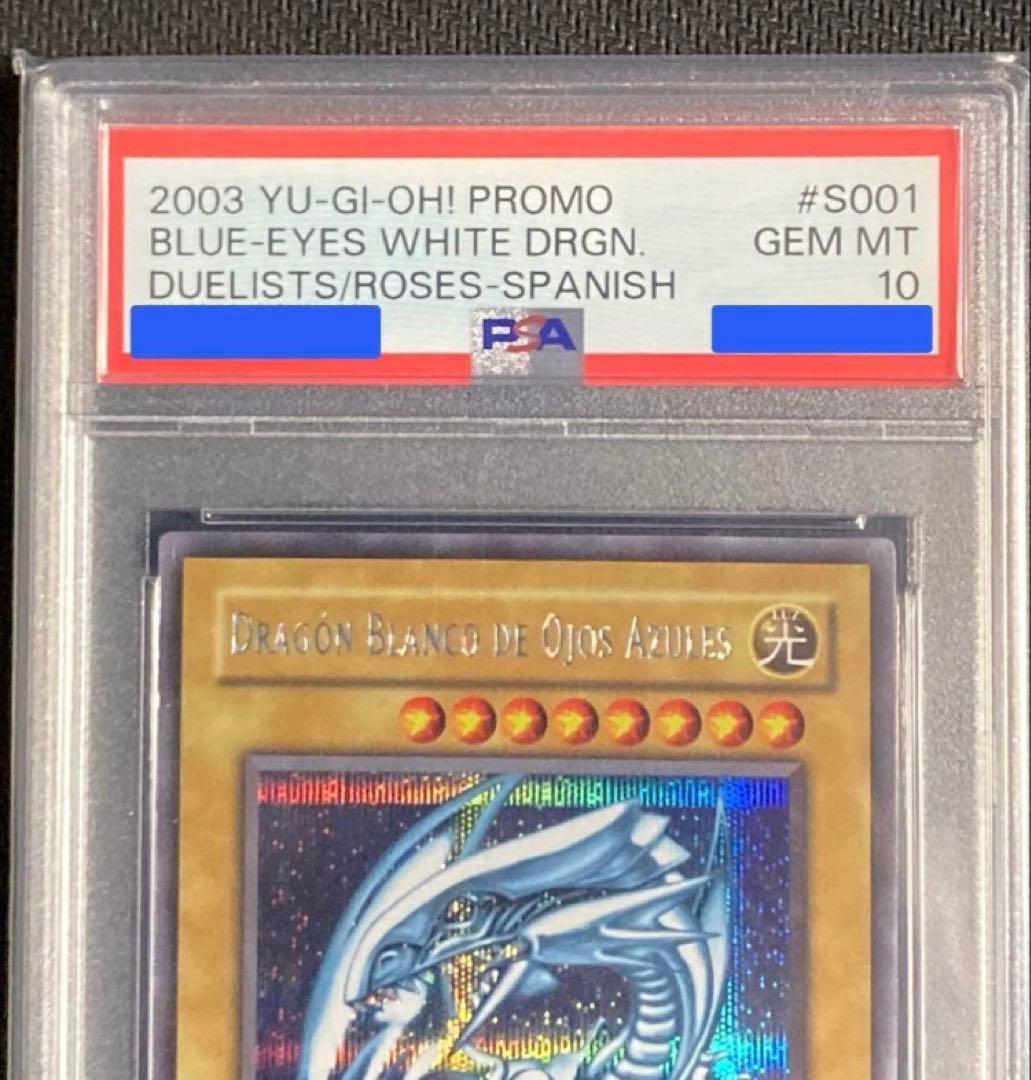 2003 YU-GI-OH! PROMO #S001
BLUE-EYES WHITE DRGN. GEM MT
DUELISTS/ROSES-SPANISH 10
PSA
DRAGÓN BLANCO DE OJOS AZULES
LUZ
光